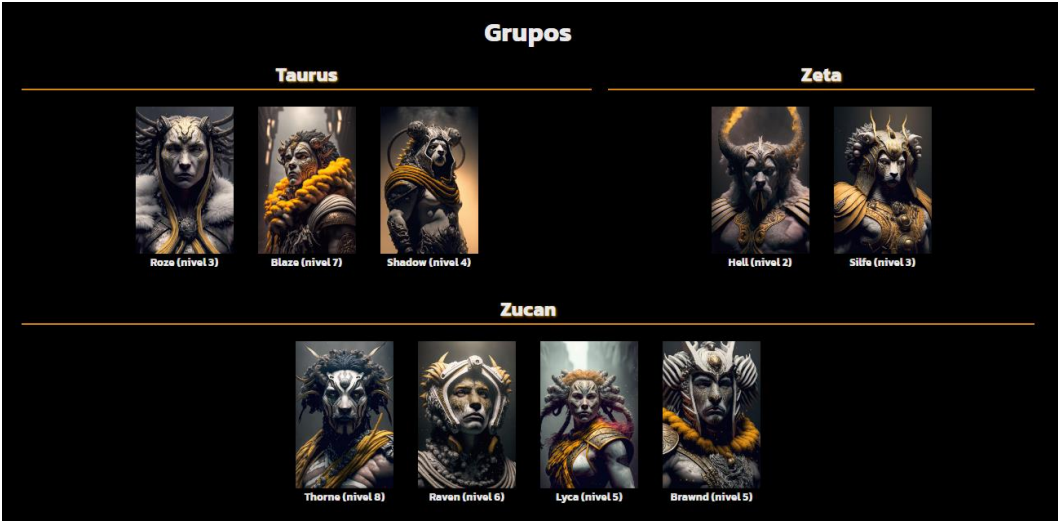 Grupos
Taurus
Roze (nivel 3)
Blaze (nivel 7)
Shadow (nivel 4)
Zeta
Hell (nivel 2)
Silfe (nivel 3)
Zucan
Thorne (nivel 8)
Raven (nivel 6)
Lyca (nivel 5)
Brawnd (nivel 5)